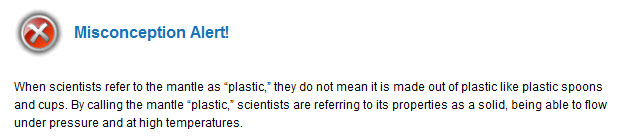 Misconception Alert!
When scientists refer to the mantle as “plastic,” they do not mean it is made out of plastic like plastic spoons
and cups. By calling the mantle “plastic,” scientists are referring to its properties as a solid, being able to flow
under pressure and at high temperatures.